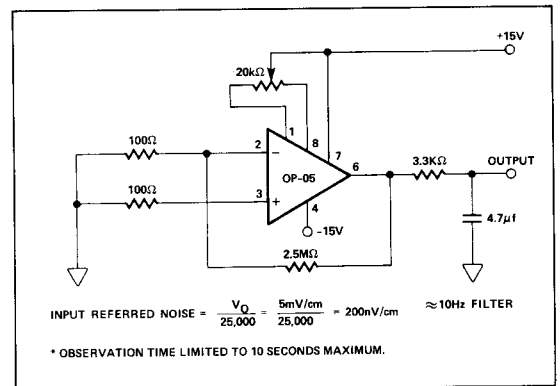 +15V
20kΩ
1
8
100Ω
2
−
7
OP-05
6
3.3KΩ
OUTPUT
100Ω
3
+
4
-15V
4.7μf
2.5MΩ
INPUT REFERRED NOISE = VO / 25,000 = 5mV/cm / 25,000 = 200nV/cm ≈10Hz FILTER
* OBSERVATION TIME LIMITED TO 10 SECONDS MAXIMUM.